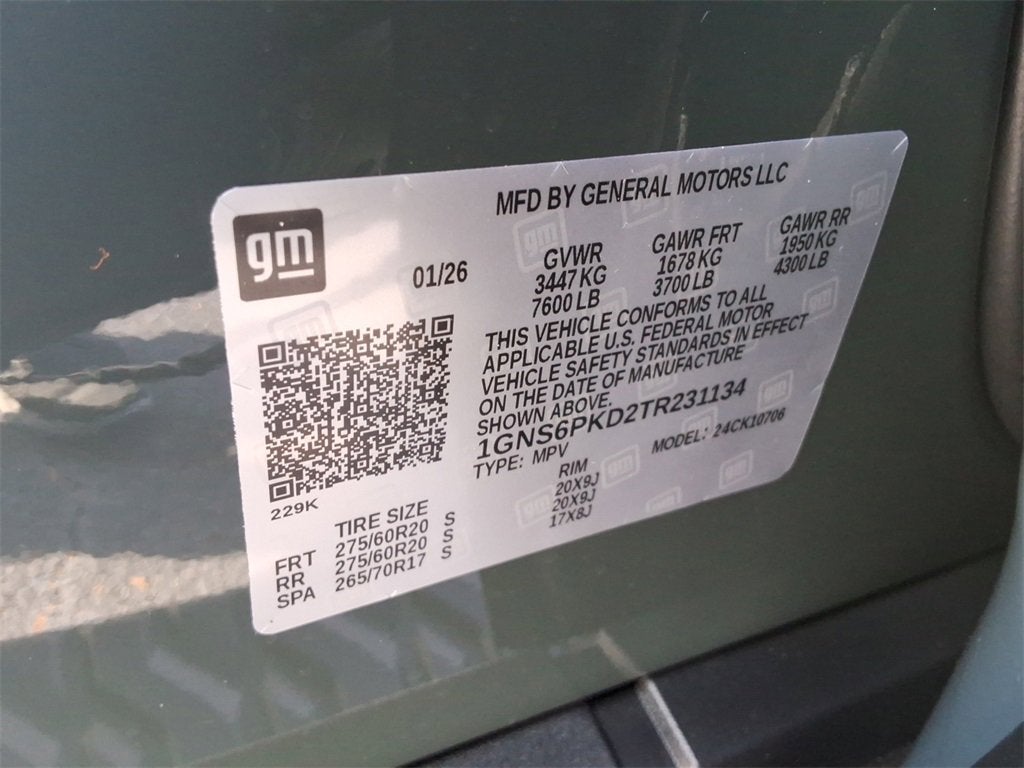 MFD BY GENERAL MOTORS LLC
gm
01/26
GVWR
3447 KG
7600 LB
GAWR FRT
1678 KG
3700 LB
GAWR RR
1950 KG
4300 LB
THIS VEHICLE CONFORMS TO ALL
APPLICABLE U.S. FEDERAL MOTOR
VEHICLE SAFETY STANDARDS IN EFFECT
ON THE DATE OF MANUFACTURE
SHOWN ABOVE.
1GNS6PKD2TR231134
TYPE: MPV
MODEL: 24CK10706
229K
TIRE SIZE
RIM
FRT 275/60R20 S 20X9J
RR 275/60R20 S 20X9J
SPA 265/70R17 S 17X8J